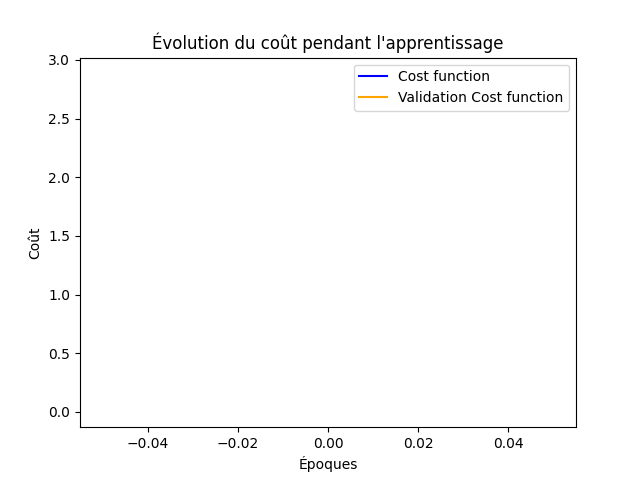 Évolution du coût pendant l'apprentissage
Cost function
Validation Cost function
Coût
3.0
2.5
2.0
1.5
1.0
0.5
0.0
−0.04
−0.02
0.00
0.02
0.04
Époques